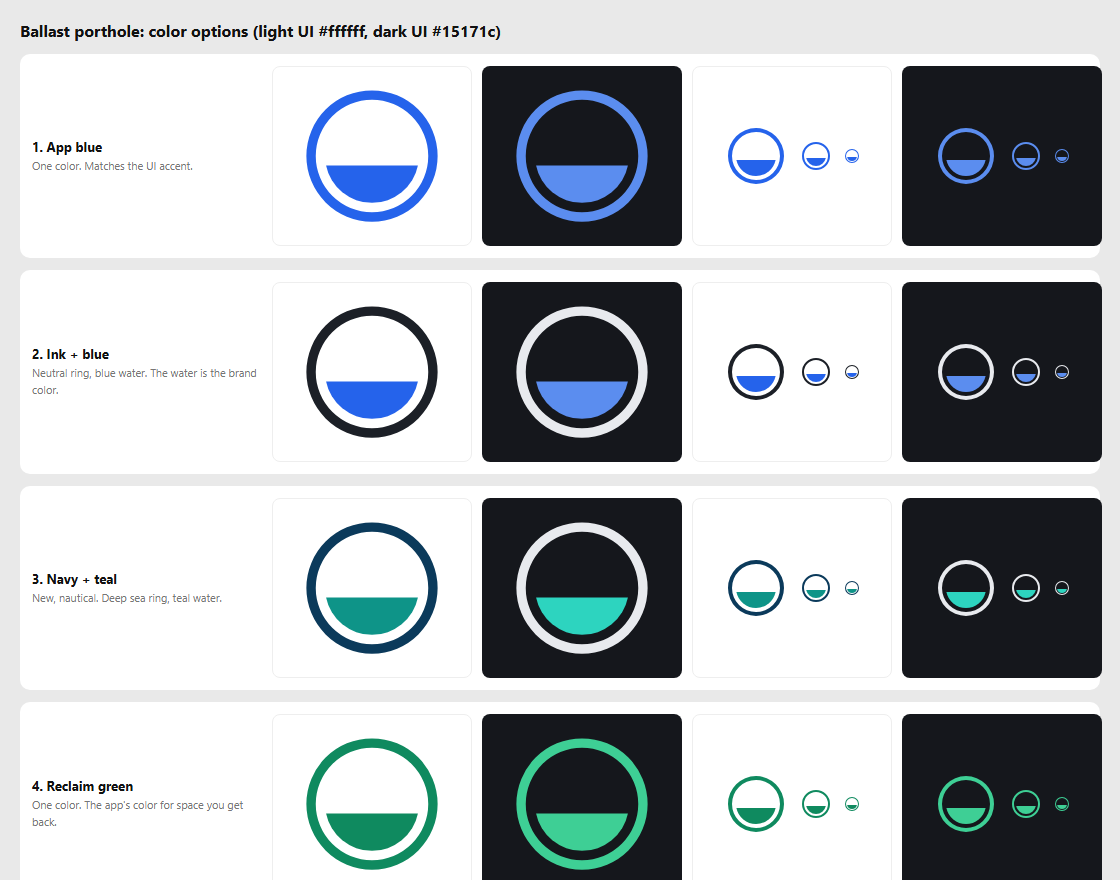 Ballast porthole: color options (light UI #ffffff, dark UI #15171c)
1. App blue
One color. Matches the UI accent.
2. Ink + blue
Neutral ring, blue water. The water is the brand
color.
3. Navy + teal
New, nautical. Deep sea ring, teal water.
4. Reclaim green
One color. The app's color for space you get
back.